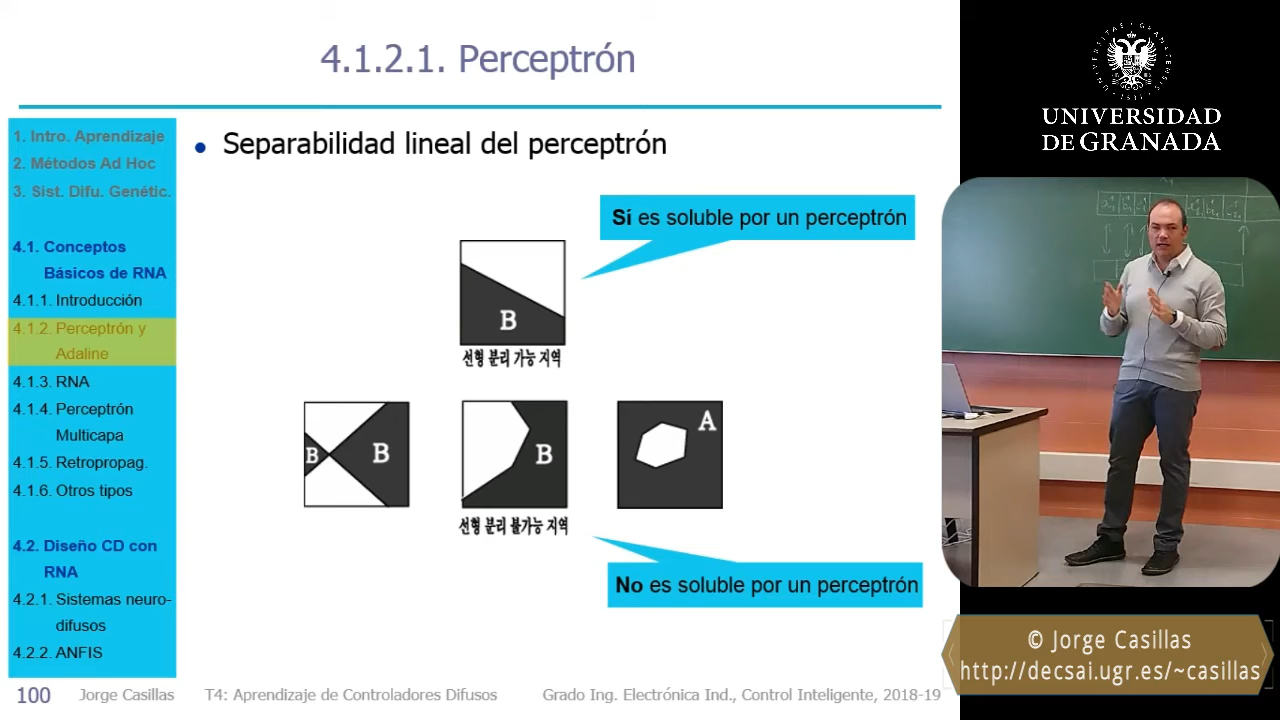 4.1.2.1. Perceptrón
1. Intro. Aprendizaje
2. Métodos Ad Hoc
3. Sist. Difu. Genétic.
4.1. Conceptos
Básicos de RNA
4.1.1. Introducción
4.1.2. Perceptrón y
Adaline
4.1.3. RNA
4.1.4. Perceptrón
Multicapa
4.1.5. Retropropag.
4.1.6. Otros tipos
4.2. Diseño CD con
RNA
4.2.1. Sistemas neuro-
difusos
4.2.2. ANFIS
• Separabilidad lineal del perceptrón
Sí es soluble por un perceptrón
B
선형 분리 가능 지역
B
B
B
A
선형 분리 불가능 지역
No es soluble por un perceptrón
100
Jorge Casillas
T4: Aprendizaje de Controladores Difusos
Grado Ing. Electrónica Ind., Control Inteligente, 2018-19
UNIVERSIDAD
DE GRANADA
© Jorge Casillas
http://decsai.ugr.es/~casillas